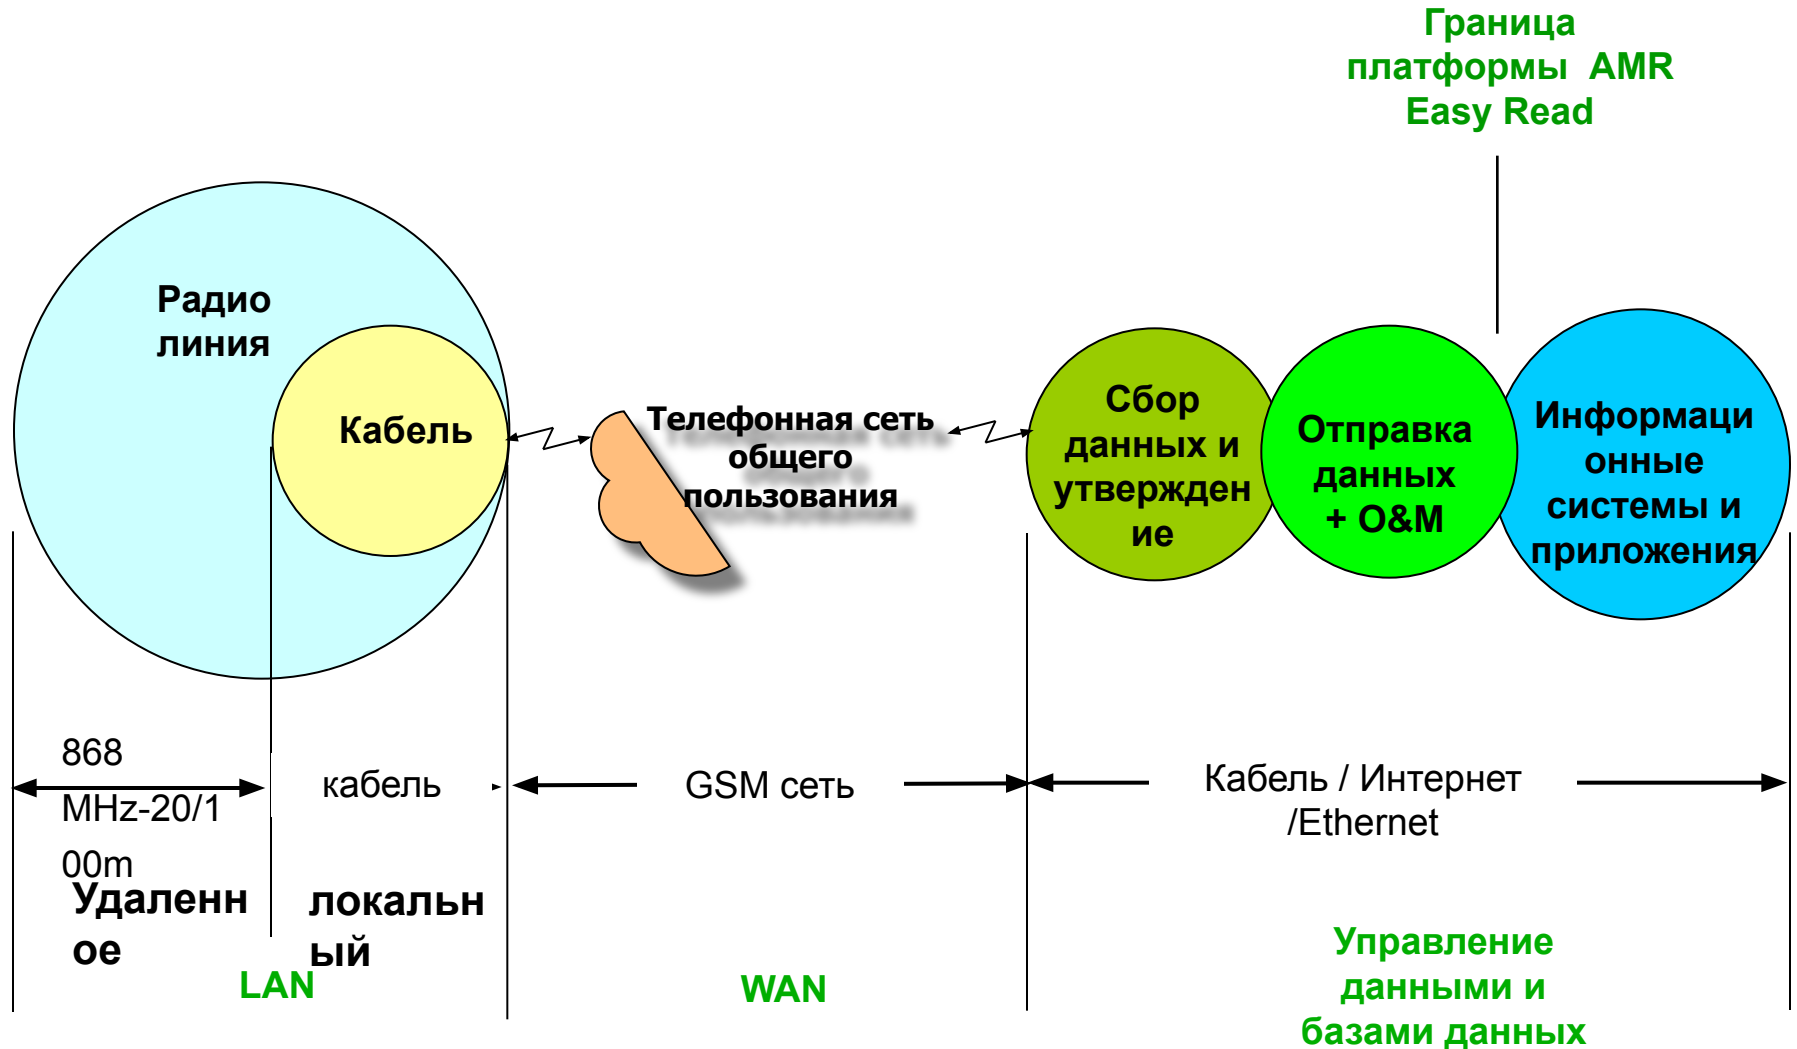 Граница
платформы AMR
Easy Read
Радио
линия
Кабель
Телефонная сеть
общего
пользования
Сбор
данных и
утвержден
ие
Отправка
данных
+ O&M
Информаци
онные
системы и
приложения
868
MHz-20/1
00m
кабель
GSM сеть
Кабель / Интернет
/Ethernet
Удаленн
ое
локальн
ый
LAN
WAN
Управление
данными и
базами данных